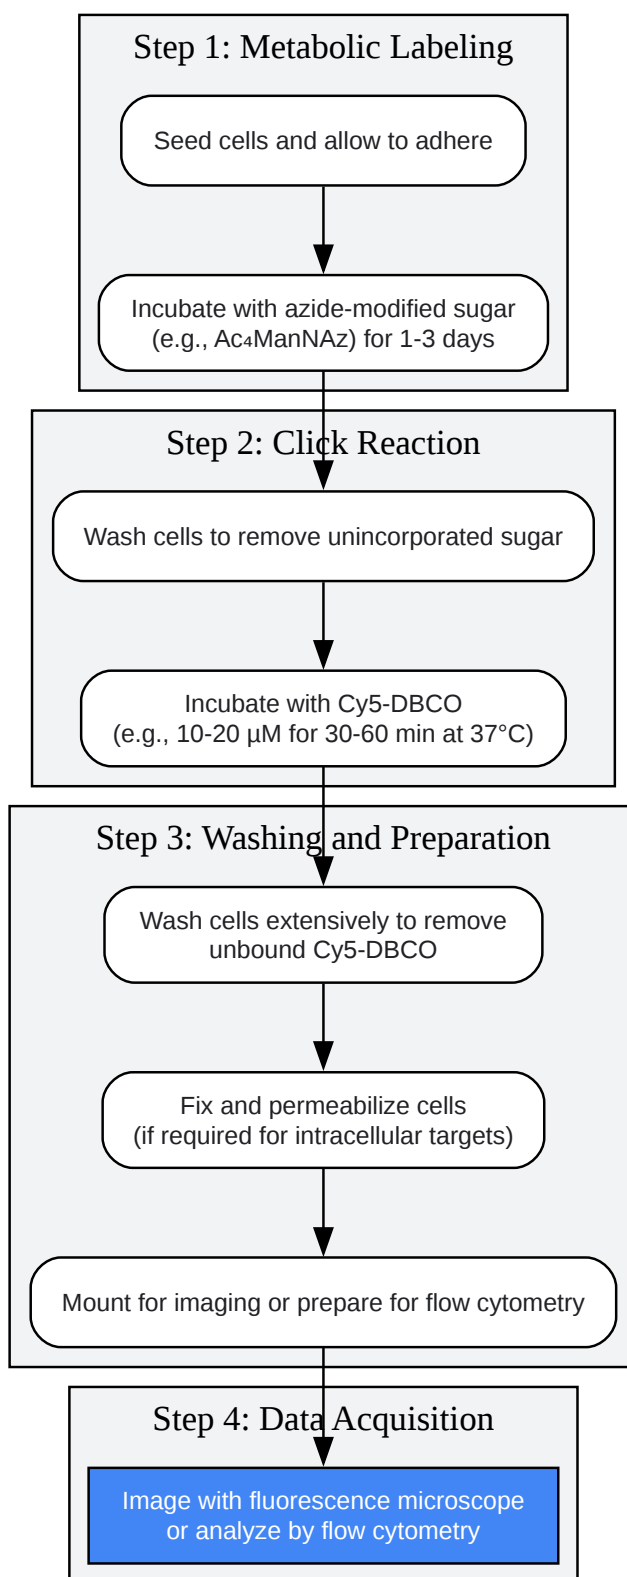 Step 1: Metabolic Labeling
Seed cells and allow to adhere
Incubate with azide-modified sugar
(e.g., Ac₄ManNAz) for 1-3 days
Step 2: Click Reaction
Wash cells to remove unincorporated sugar
Incubate with Cy5-DBCO
(e.g., 10-20 µM for 30-60 min at 37°C)
Step 3: Washing and Preparation
Wash cells extensively to remove
unbound Cy5-DBCO
Fix and permeabilize cells
(if required for intracellular targets)
Mount for imaging or prepare for flow cytometry
Step 4: Data Acquisition
Image with fluorescence microscope
or analyze by flow cytometry